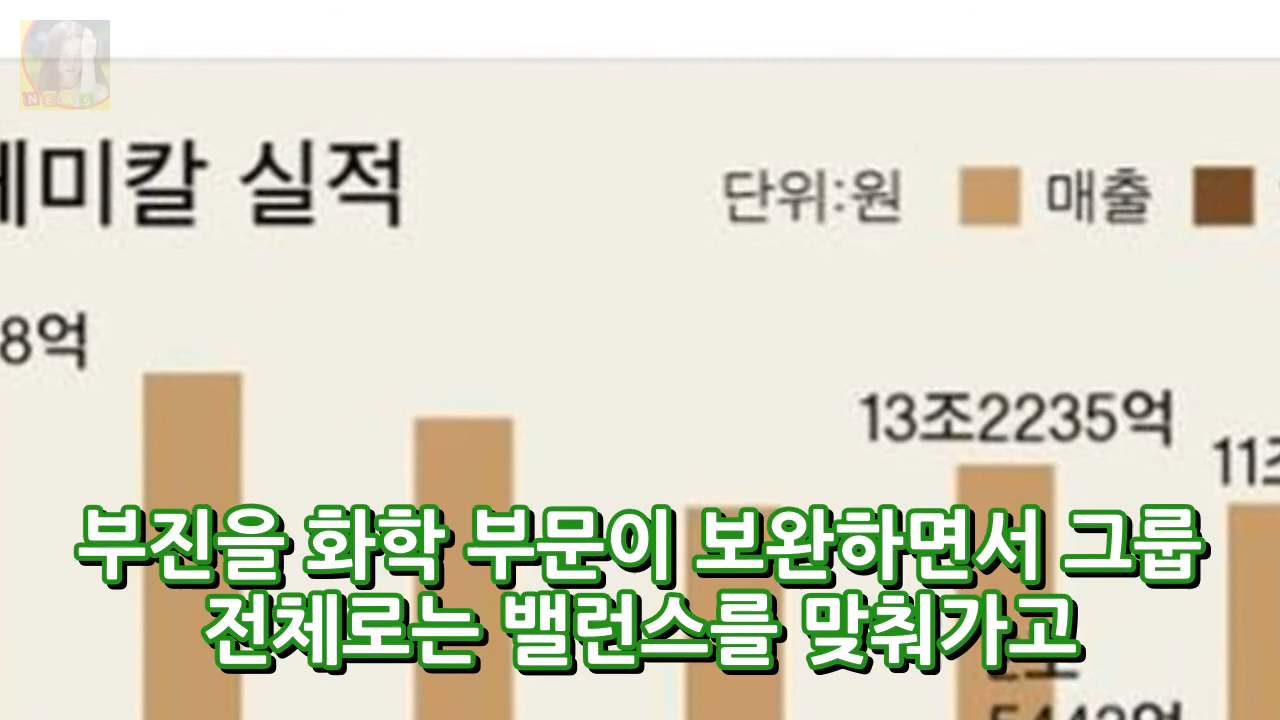 NEWS
케미칼 실적
단위:원
매출
8억
13조2235억
부진을 화학 부문이 보완하면서 그룹
전체로는 밸런스를 맞춰가고